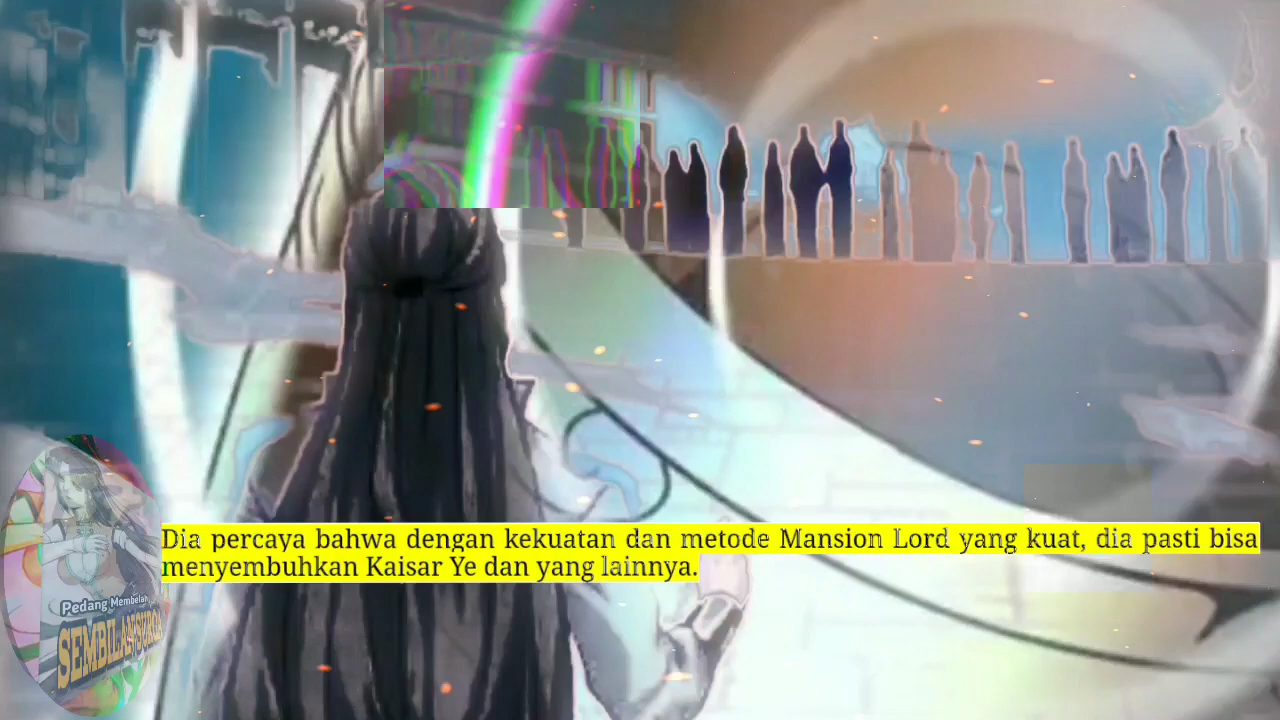 Dia percaya bahwa dengan kekuatan dan metode Mansion Lord yang kuat, dia pasti bisa
menyembuhkan Kaisar Ye dan yang lainnya.
Pedang Membelah
SEMBILAN SURGA